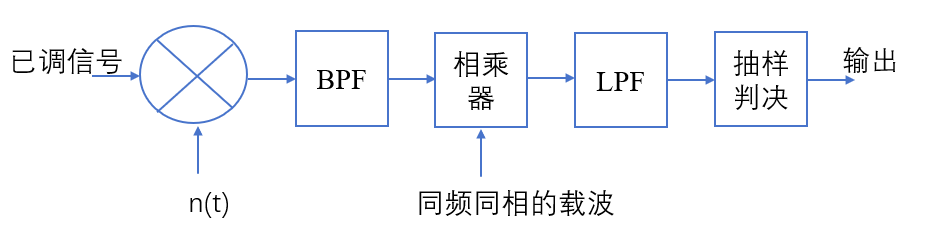 已调信号
BPF
相乘
器
LPF
抽样
判决
输出
n(t)
同频同相的载波